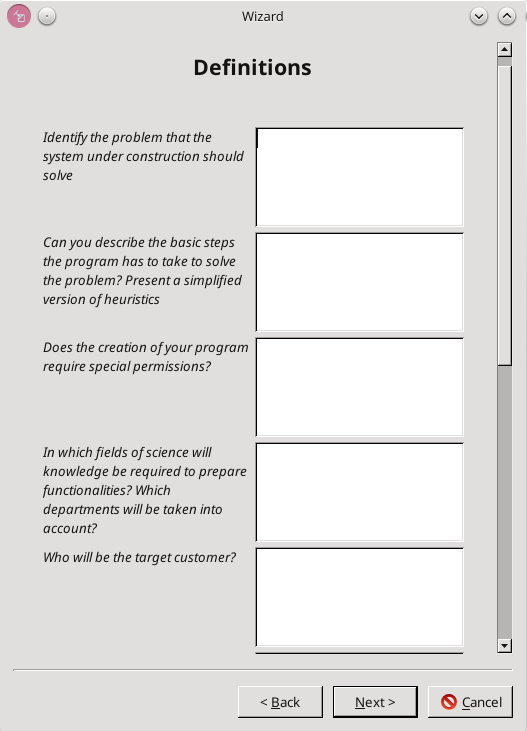 Wizard
Definitions
Identify the problem that the
system under construction should
solve
Can you describe the basic steps
the program has to take to solve
the problem? Present a simplified
version of heuristics
Does the creation of your program
require special permissions?
In which fields of science will
knowledge be required to prepare
functionalities? Which
departments will be taken into
account?
Who will be the target customer?
< Back
Next >
Cancel